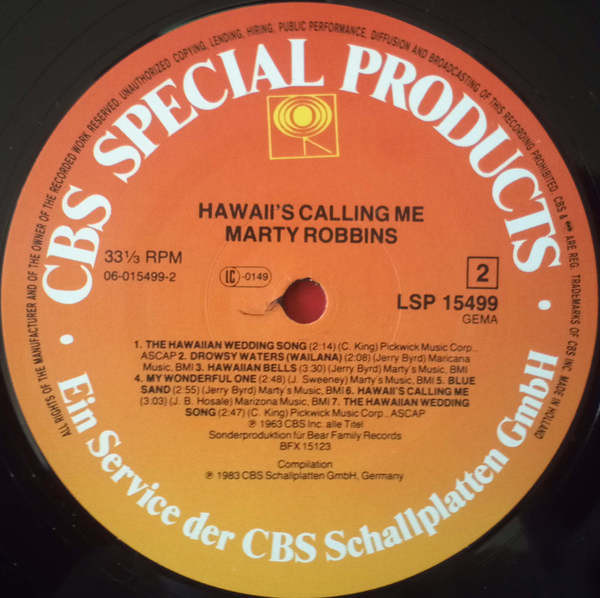 ALL RIGHTS OF THE MANUFACTURER AND OF THE OWNER OF THE RECORDED WORK RESERVED. UNAUTHORIZED COPYING, LENDING, HIRING, PUBLIC PERFORMANCE, DIFFUSION AND BROADCASTING OF THIS RECORDING PROHIBITED. CBS & ARE REG. TRADEMARKS OF CBS INC. MADE IN HOLLAND
· CBS SPECIAL PRODUCTS ·
HAWAII'S CALLING ME
MARTY ROBBINS
33⅓ RPM
06-015499-2
IC -0149
2
LSP 15499
GEMA
1. THE HAWAIIAN WEDDING SONG (2:14) (C. King) Pickwick Music Corp.,
ASCAP 2. DROWSY WATERS (WAILANA) (2:08) (Jerry Byrd) Maricana
Music, BMI 3. HAWAIIAN BELLS (3:30) (Jerry Byrd) Marty's Music, BMI
4. MY WONDERFUL ONE (2:48) (J. Sweeney) Marty's Music, BMI 5. BLUE
SAND (2:55) (Jerry Byrd) Marty's Music, BMI 6. HAWAII'S CALLING ME
(3:03) (J. B. Hosale) Marizona Music, BMI 7. THE HAWAIIAN WEDDING
SONG (2:47) (C. King) Pickwick Music Corp., ASCAP
℗ 1963 CBS Inc. alle Titel
Sonderproduktion für Bear Family Records
BFX 15123
Compilation
℗ 1983 CBS Schallplatten GmbH, Germany
Ein Service der CBS Schallplatten GmbH